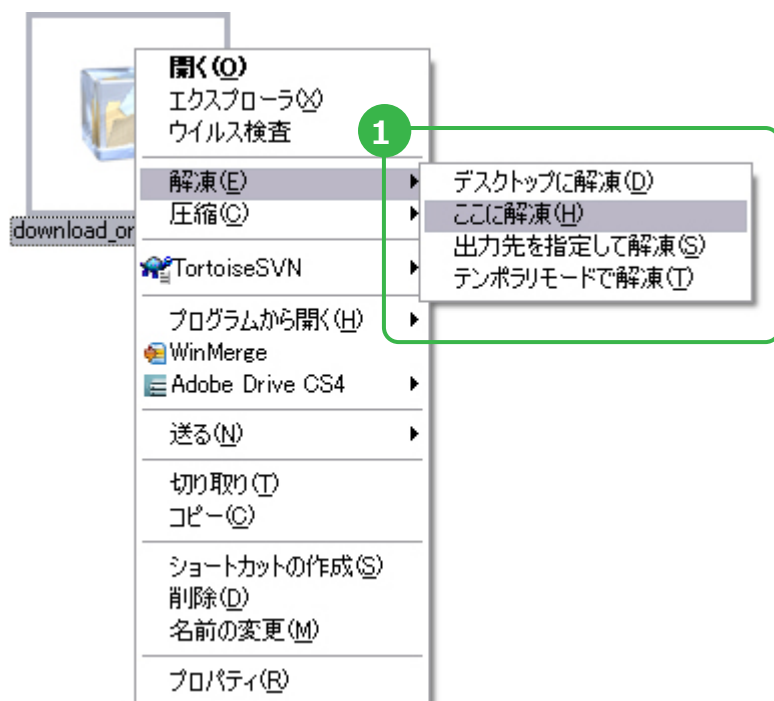 開く(O)
エクスプローラ(X)
ウイルス検査
1
解凍(E)
デスクトップに解凍(D)
圧縮(C)
ここに解凍(H)
download_or
出力先を指定して解凍(S)
TortoiseSVN
テンポラリモードで解凍(T)
プログラムから開く(H)
WinMerge
Adobe Drive CS4
送る(N)
切り取り(T)
コピー(C)
ショートカットの作成(S)
削除(D)
名前の変更(M)
プロパティ(R)